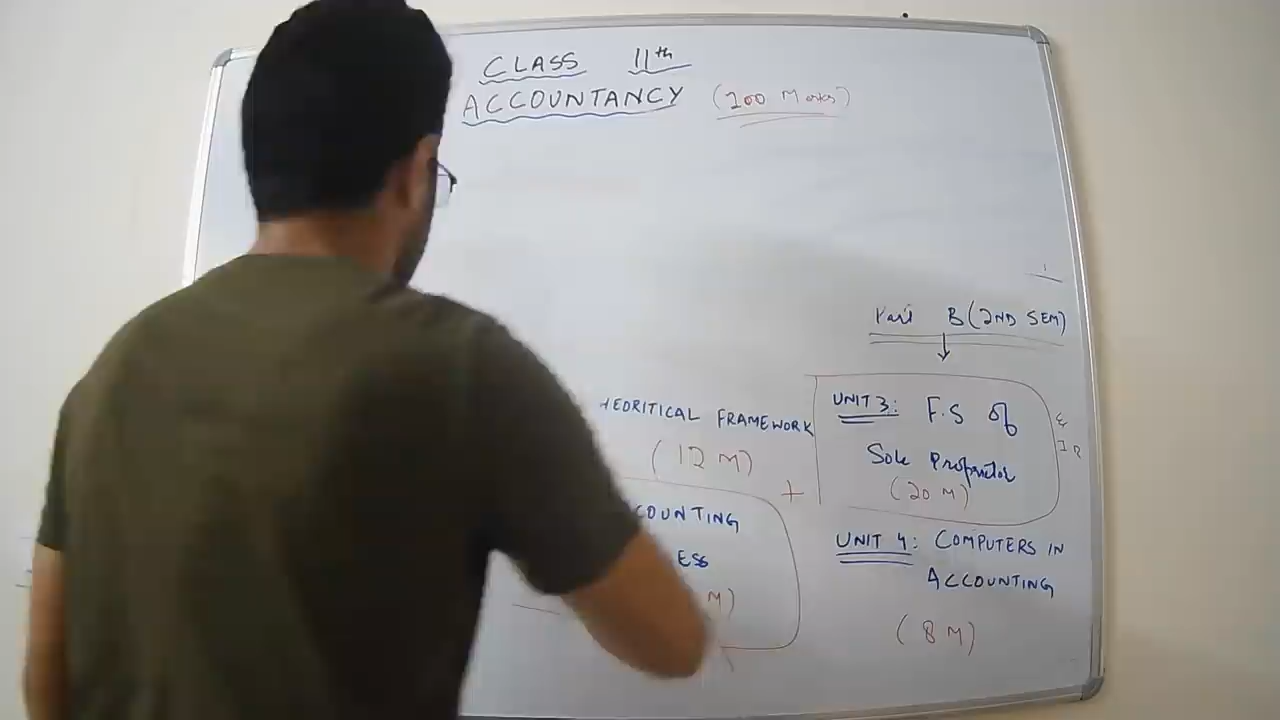 CLASS 11th
ACCOUNTANCY (100 Marks)
Part B (2ND SEM)
HEORITICAL FRAMEWORK
(12 M)
COUNTING
ESS
M)
+
UNIT 3: F.S of
Sole Proprietor
(20 M)
UNIT 4: COMPUTERS IN
ACCOUNTING
(8 M)